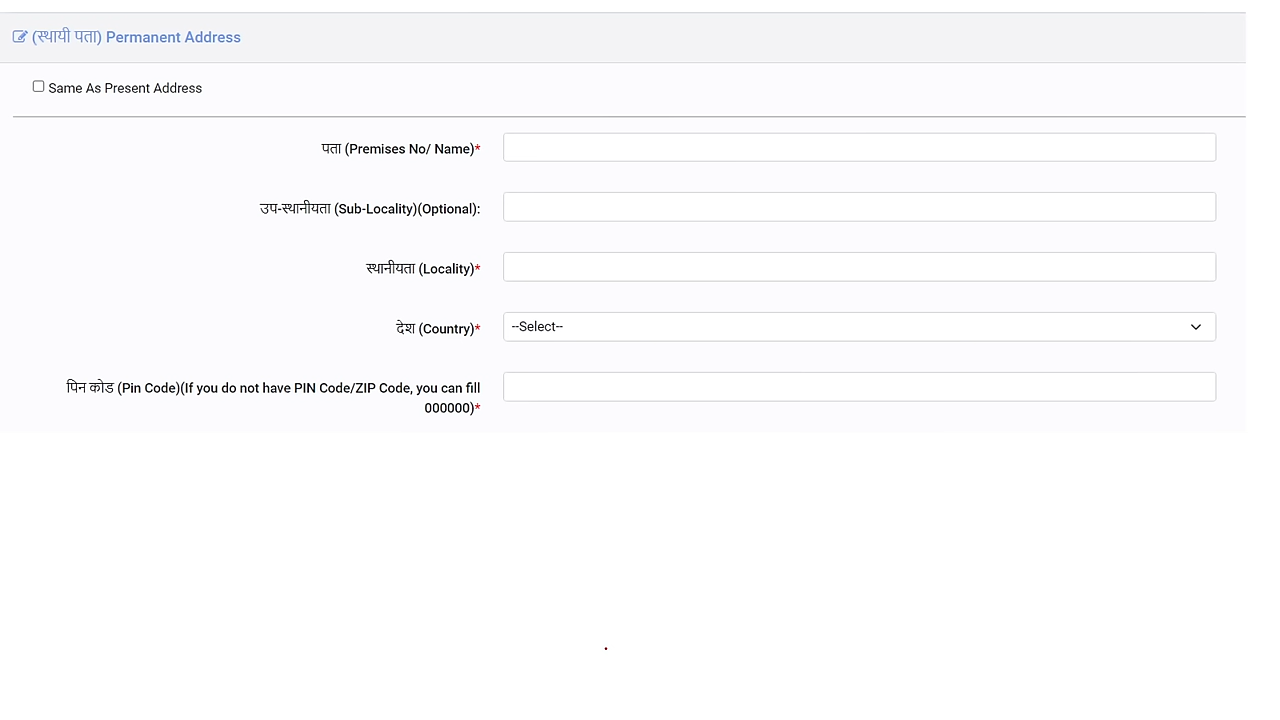 (स्थायी पता) Permanent Address
Same As Present Address
पता (Premises No/ Name)*
उप-स्थानीयता (Sub-Locality)(Optional):
स्थानीयता (Locality)*
देश (Country)*
--Select--
पिन कोड (Pin Code)(If you do not have PIN Code/ZIP Code, you can fill
000000)*